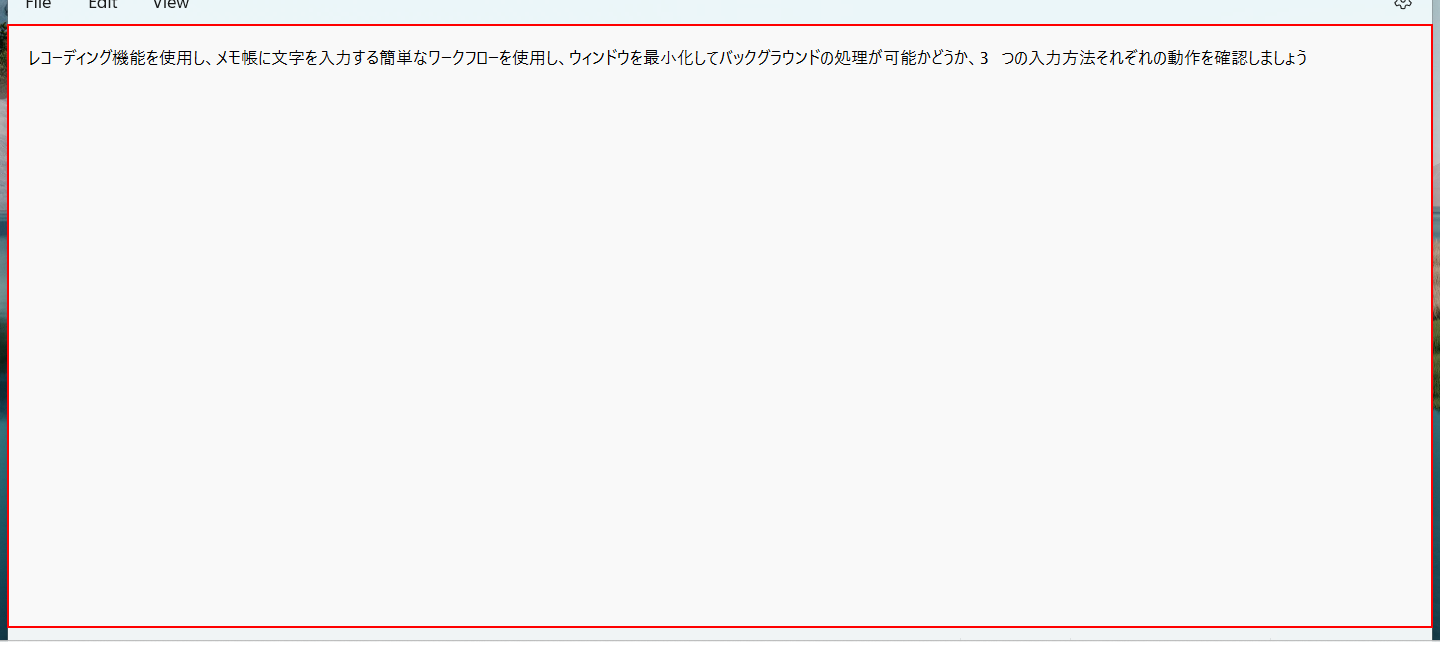 File Edit View
レコーディング機能を使用し、メモ帳に文字を入力する簡単なワークフローを使用し、ウィンドウを最小化してバックグラウンドの処理が可能かどうか、3 つの入力方法それぞれの動作を確認しましょう